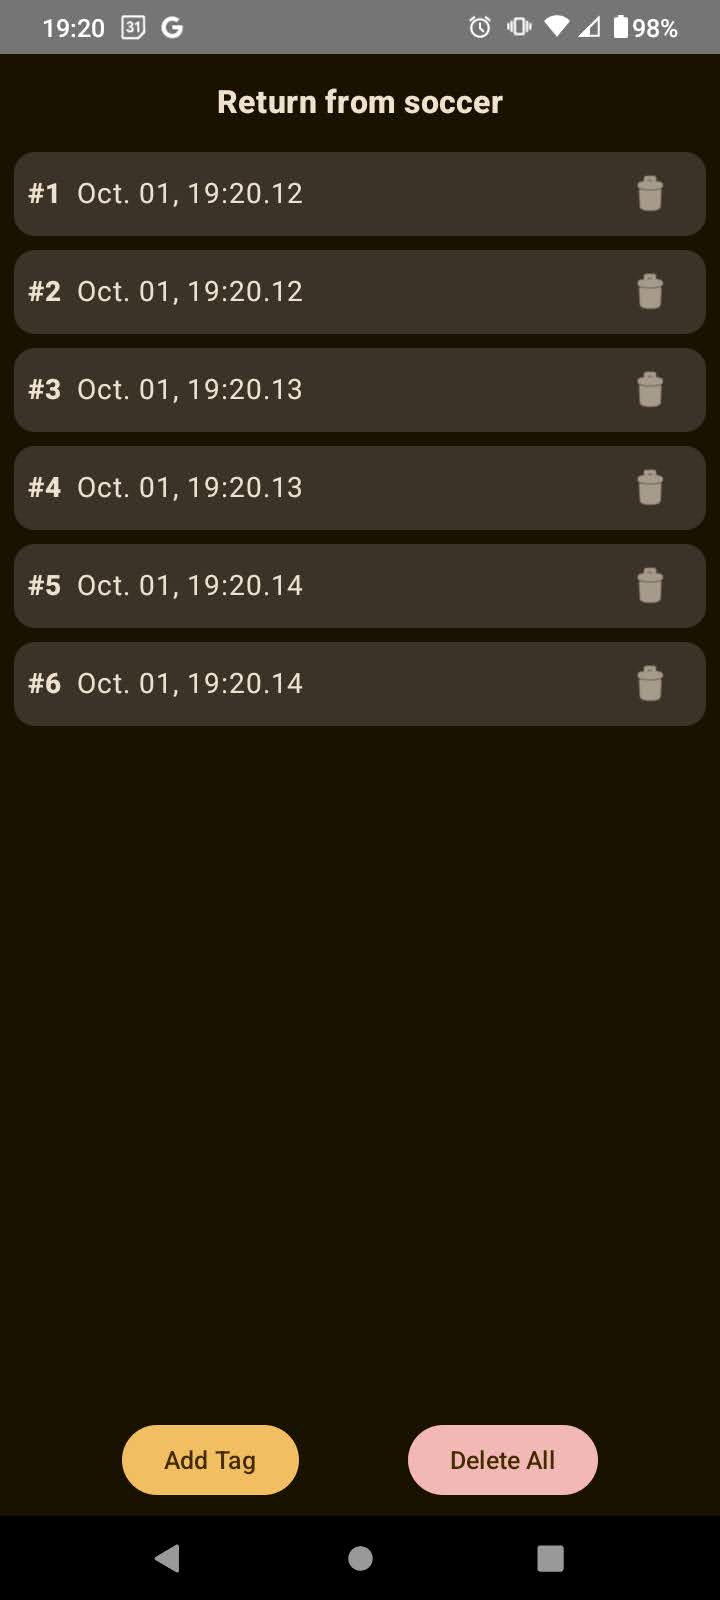 19:20 31 G 98%
Return from soccer
#1 Oct. 01, 19:20.12
#2 Oct. 01, 19:20.12
#3 Oct. 01, 19:20.13
#4 Oct. 01, 19:20.13
#5 Oct. 01, 19:20.14
#6 Oct. 01, 19:20.14
Add Tag Delete All